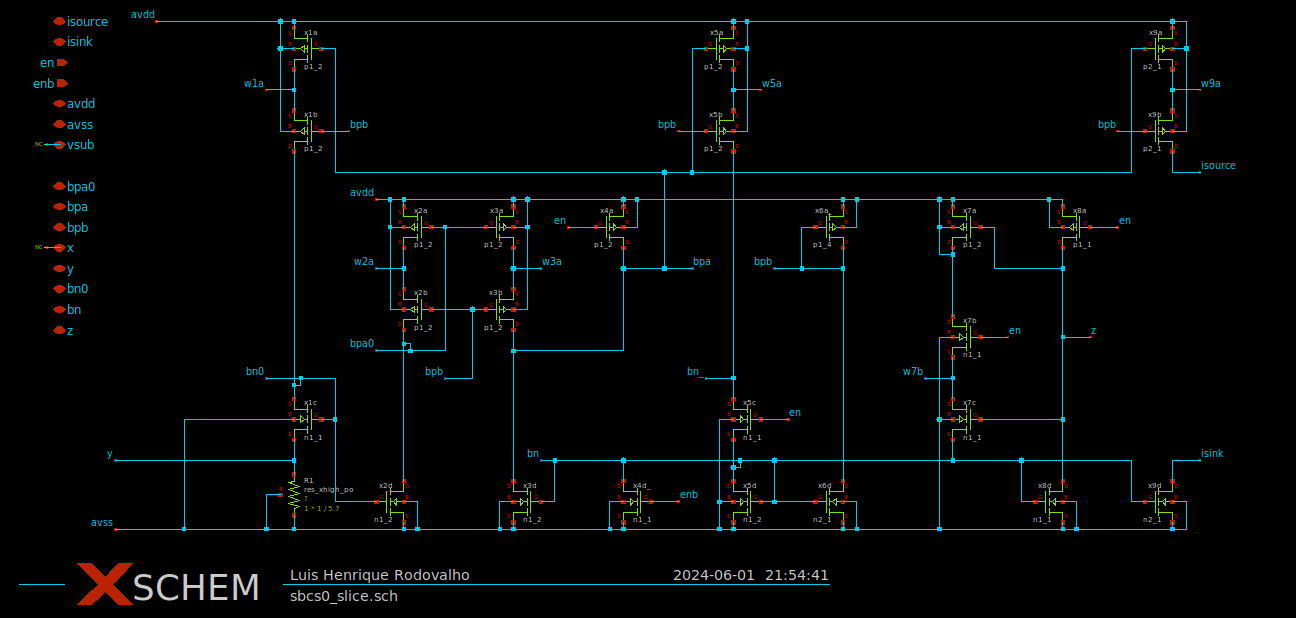 isource
isink
en
enb
avdd
avss
NC vsub
bpa0
bpa
bpb
NC x
y
bn0
bn
z
avdd
x1a
p1_2
w1a
x1b
p1_2
bpb
x5a
p1_2
w5a
x5b
p1_2
bpb
x9a
p2_1
w9a
x9b
p2_1
bpb
isource
avdd
x2a
p1_2
w2a
x2b
p1_2
bpa0
x3a
p1_2
w3a
x3b
p1_2
bpb
en
x4a
p1_2
bpa
x6a
p1_4
bpb
x7a
p1_2
x8a
p1_1
en
x7b
n1_1
en
z
w7b
x7c
n1_1
bn0
x1c
n1_1
bn_
x5c
n1_1
en
y
bn
isink
R1
res_xhigh_po
?
1 * 1 / 5.7
x2d
n1_2
x3d
n1_2
x4d_
n1_1
enb
x5d
n1_2
x6d
n2_1
x8d
n1_1
x9d
n2_1
avss
XSCHEM
Luis Henrique Rodovalho
2024-06-01 21:54:41
sbcs0_slice.sch